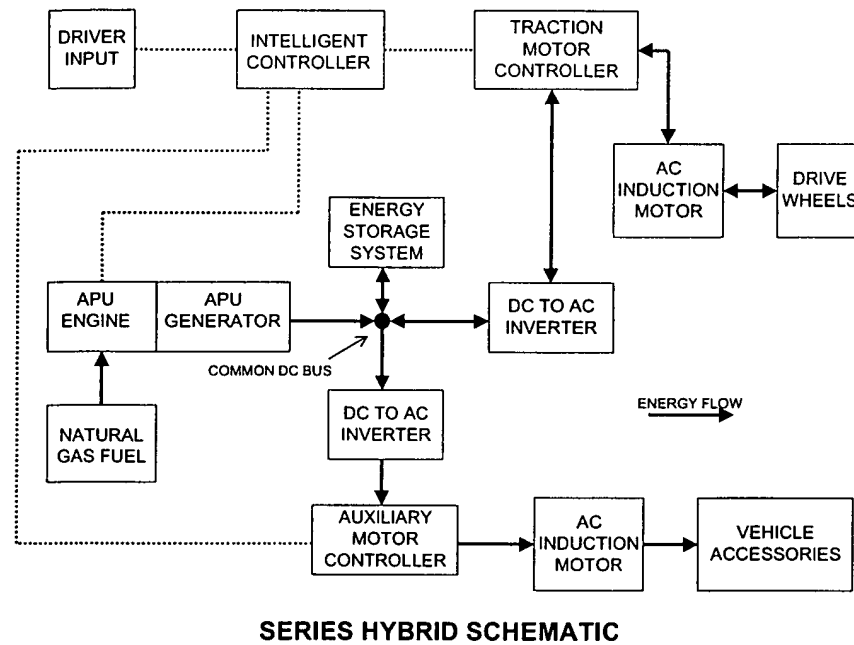 DRIVER
INPUT
INTELLIGENT
CONTROLLER
TRACTION
MOTOR
CONTROLLER
AC
INDUCTION
MOTOR
DRIVE
WHEELS
ENERGY
STORAGE
SYSTEM
APU
ENGINE
APU
GENERATOR
DC TO AC
INVERTER
COMMON DC BUS
NATURAL
GAS FUEL
DC TO AC
INVERTER
ENERGY FLOW
AUXILIARY
MOTOR
CONTROLLER
AC
INDUCTION
MOTOR
VEHICLE
ACCESSORIES
SERIES HYBRID SCHEMATIC